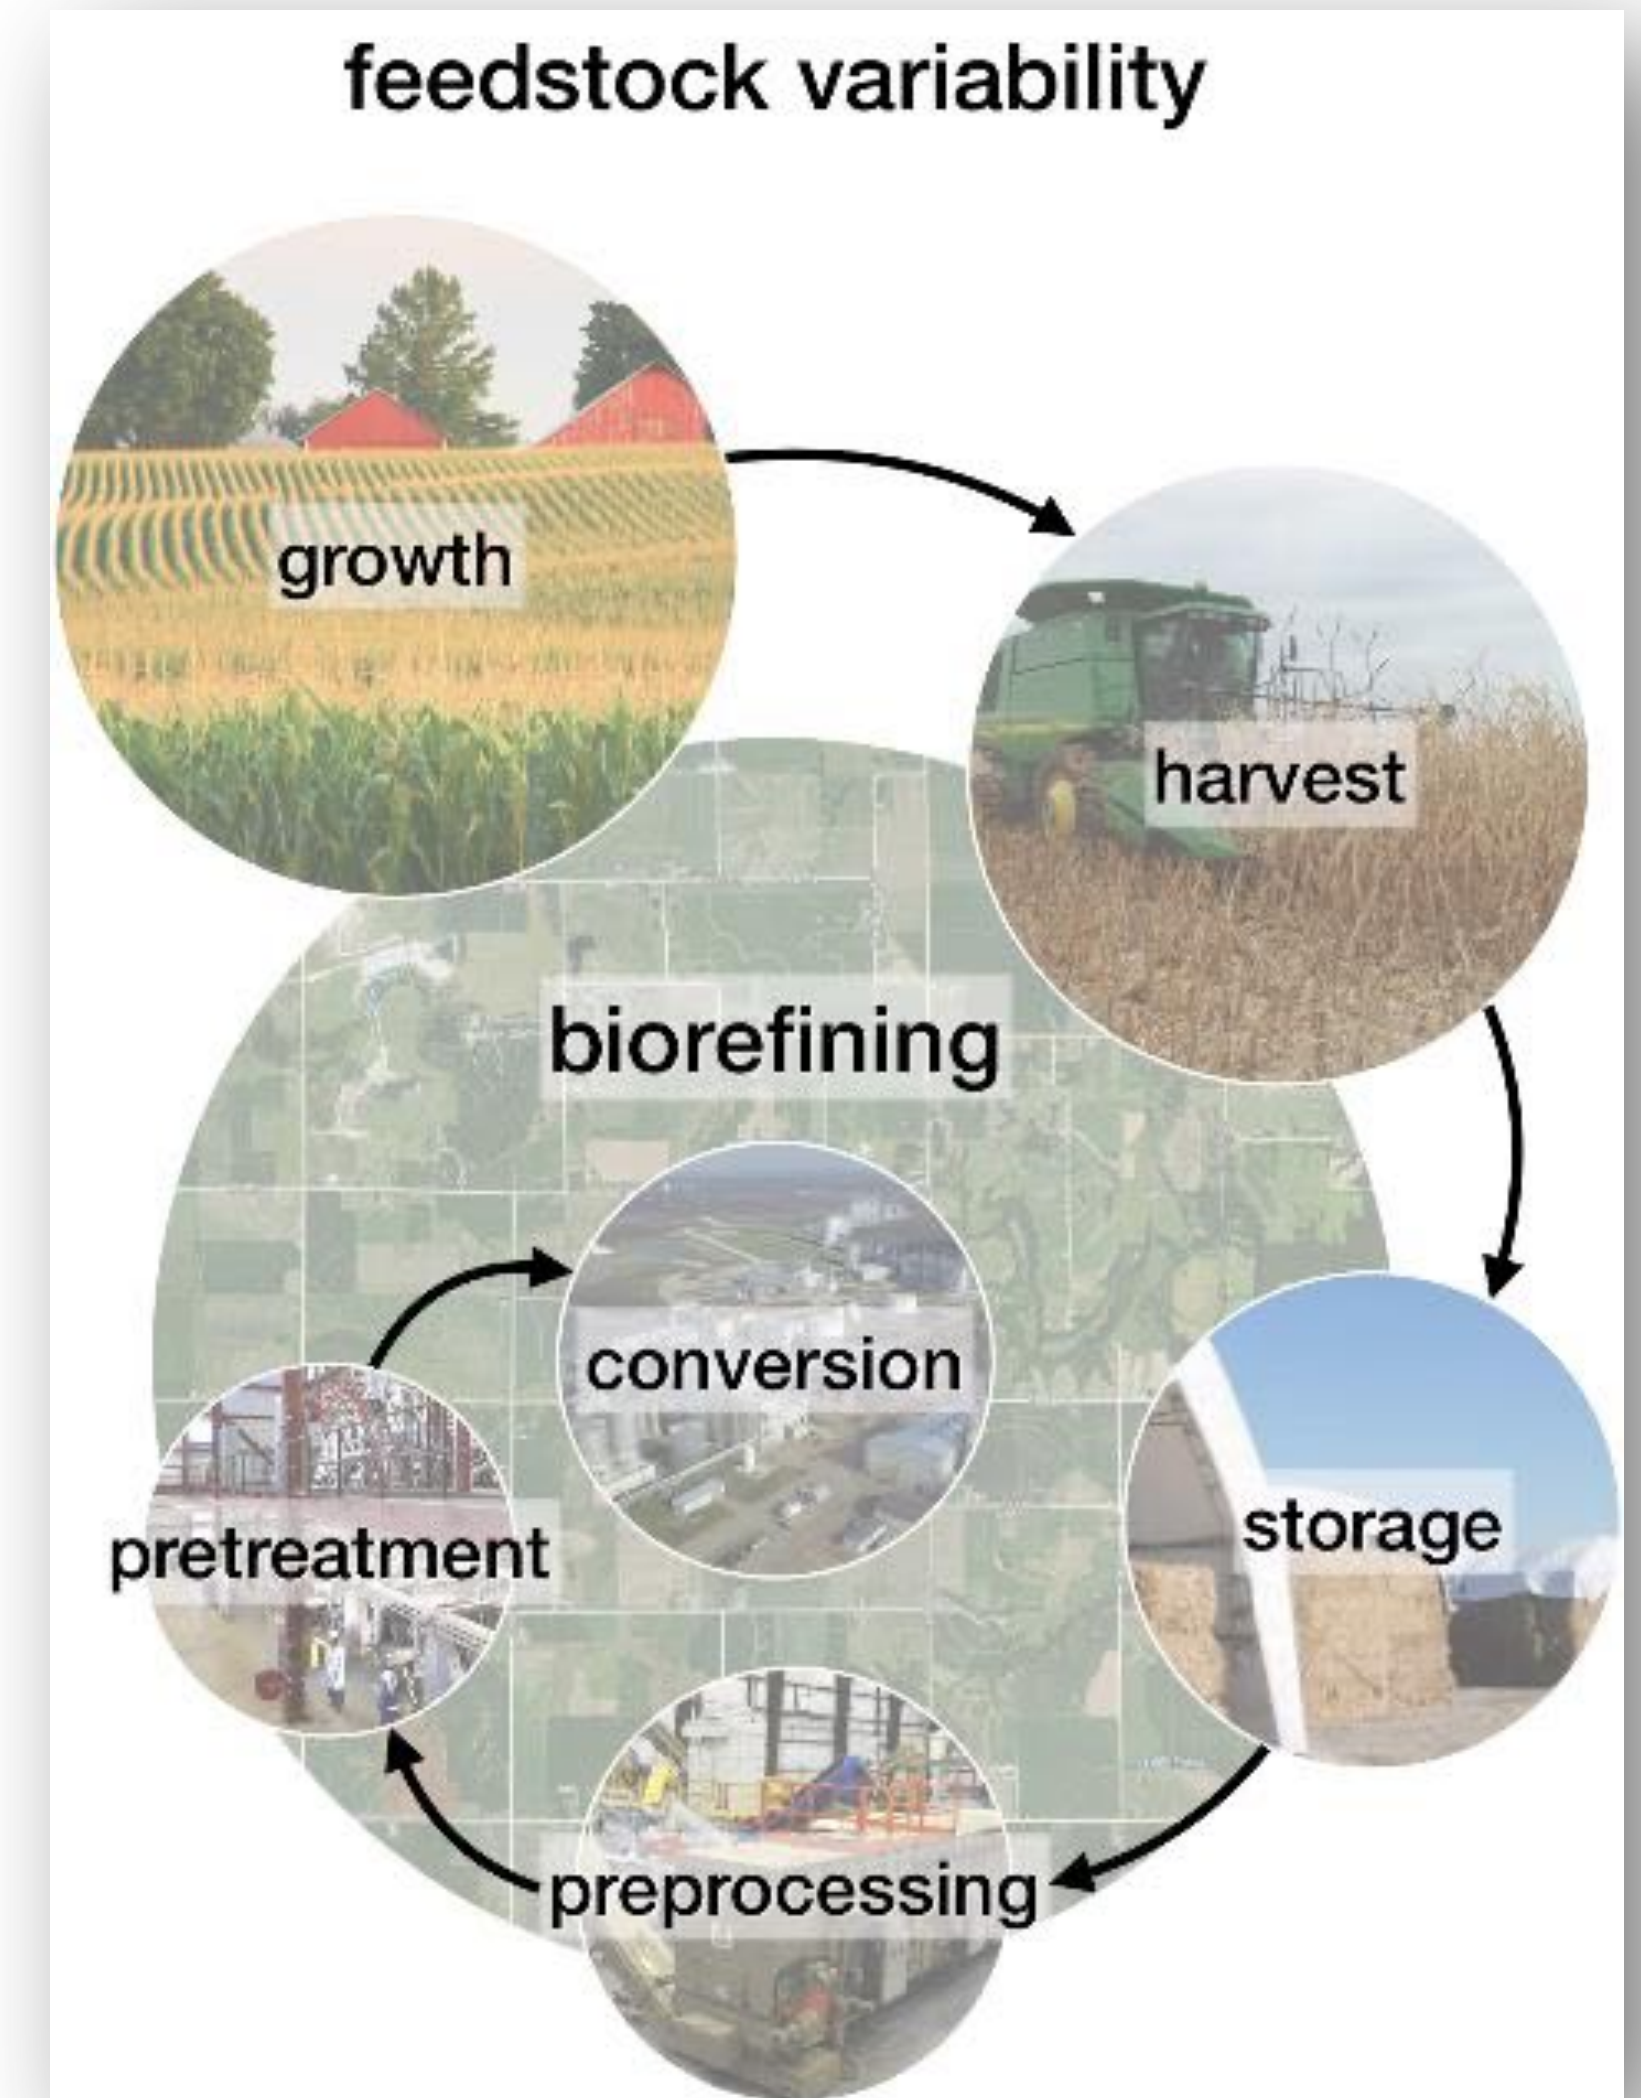 feedstock variability
growth
harvest
biorefining
conversion
storage
pretreatment
preprocessing